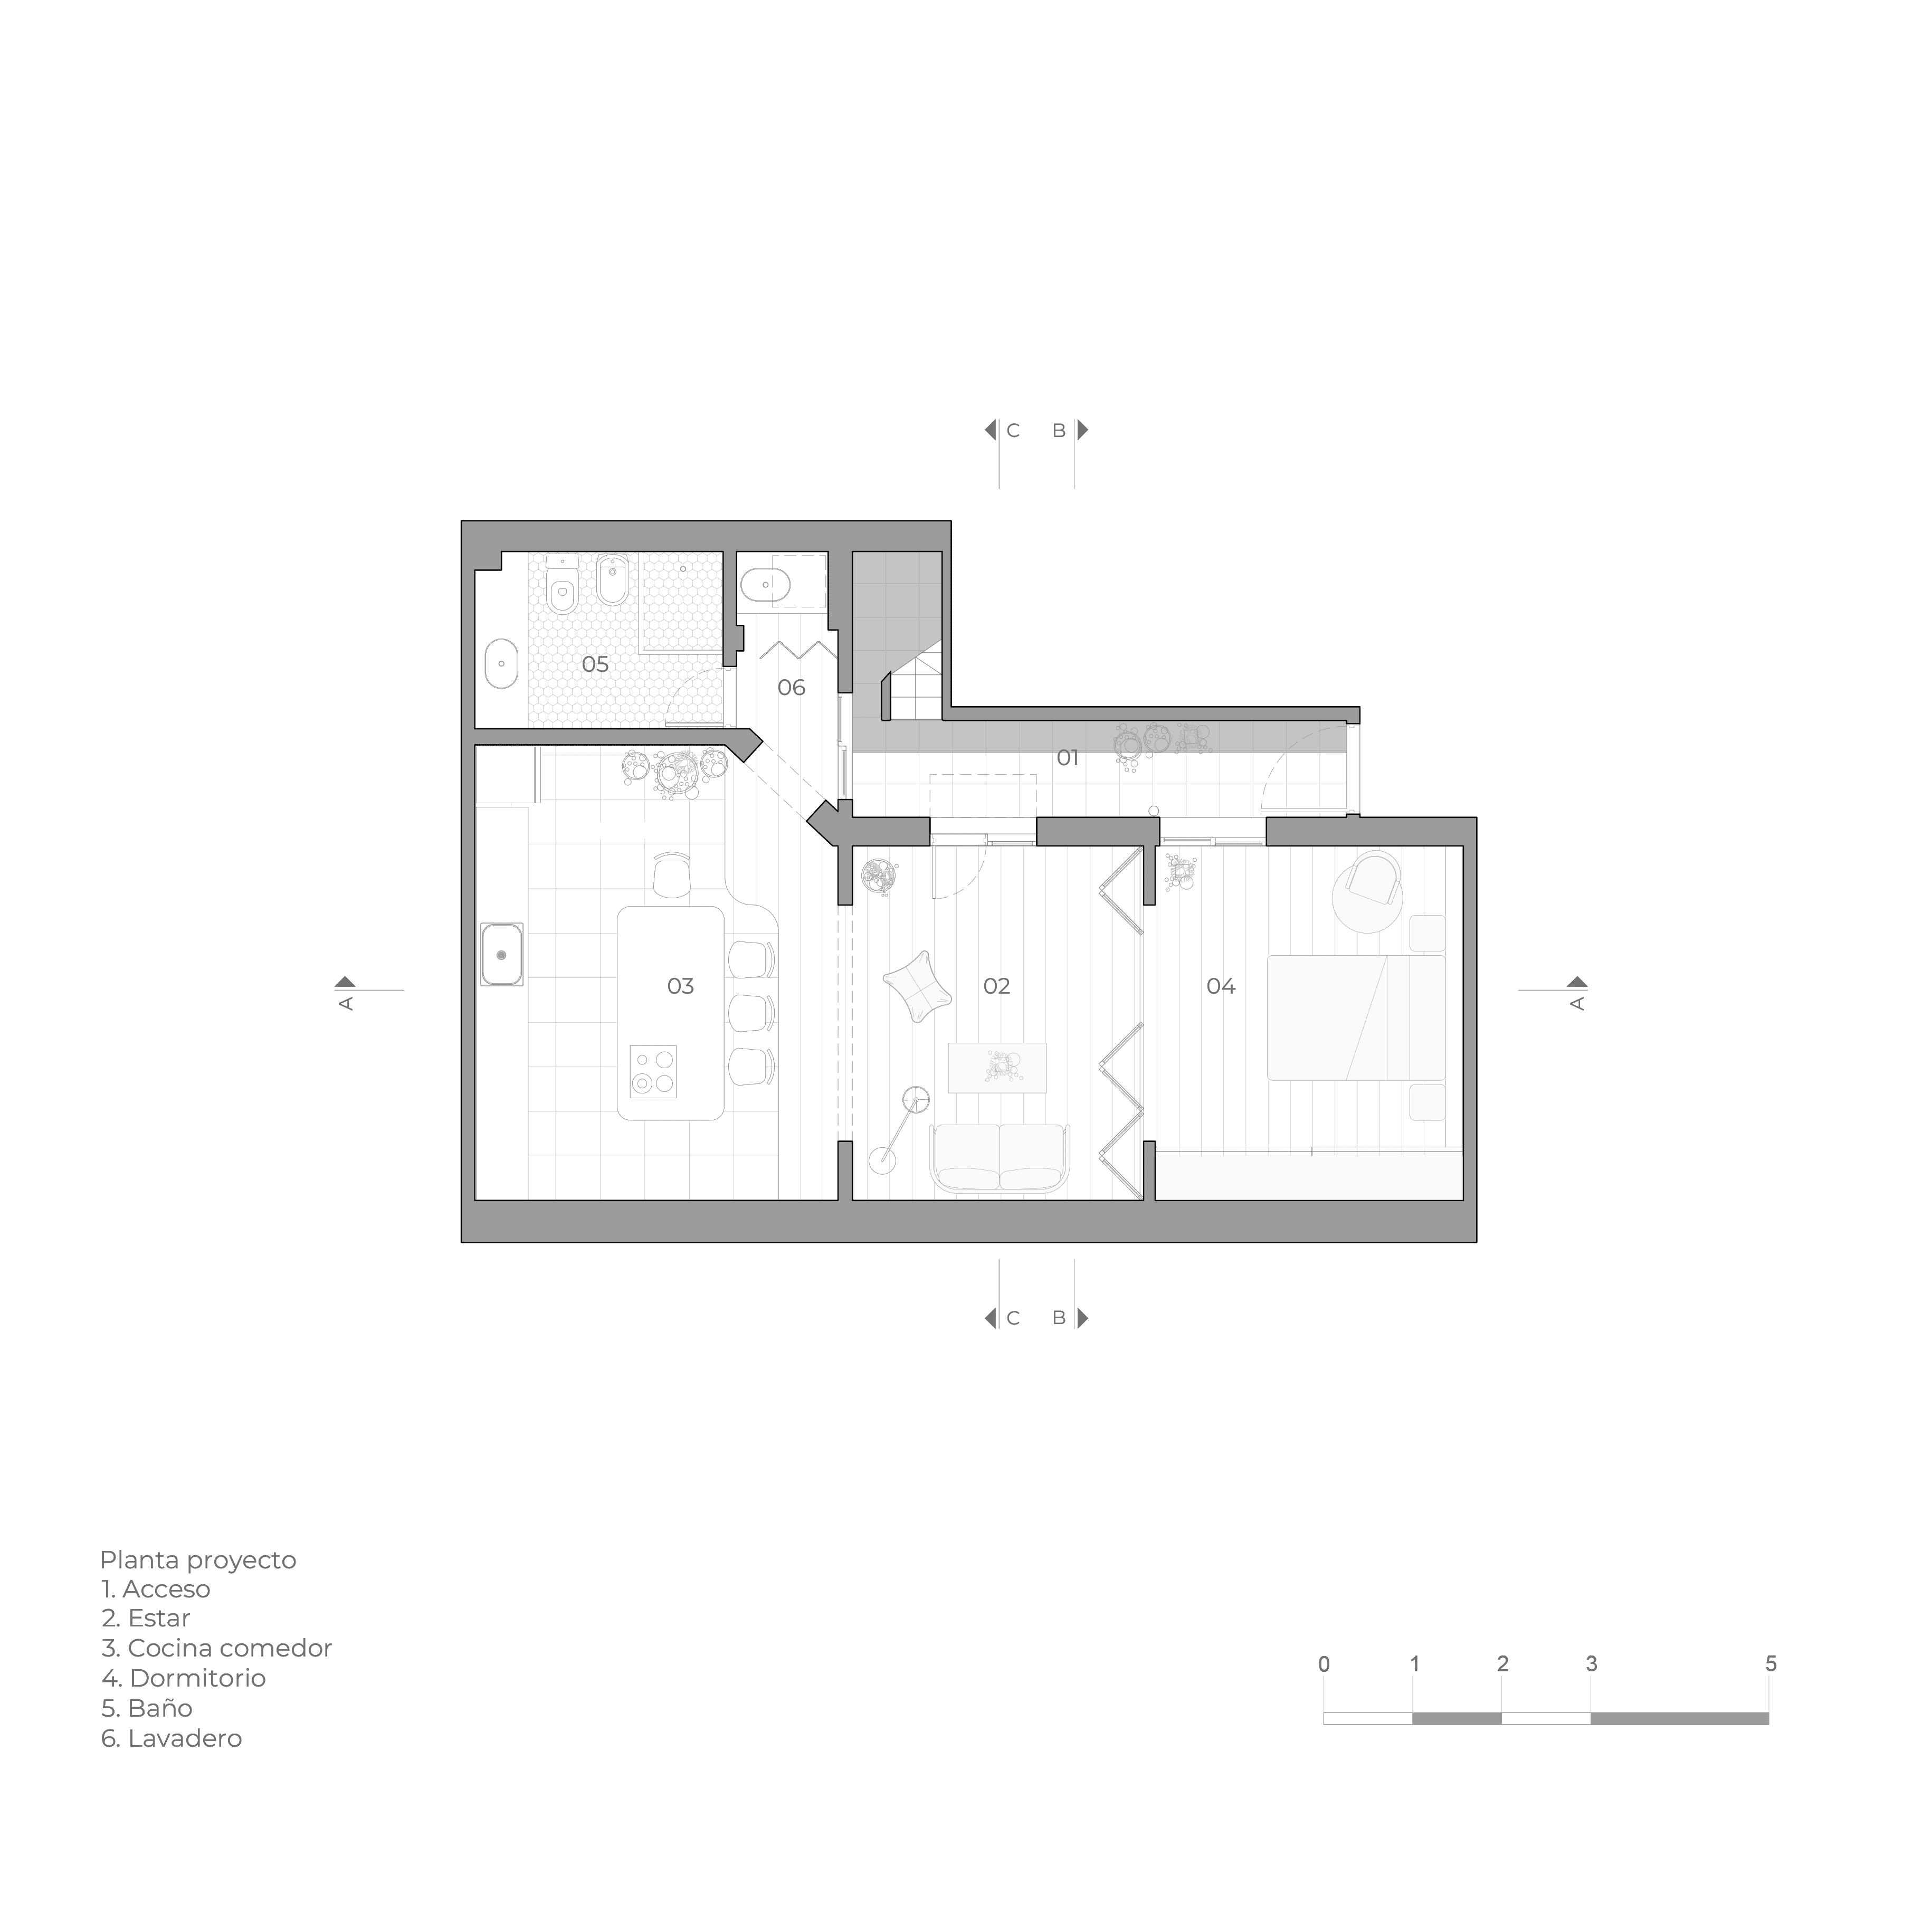 C B
05
06
01
A
03
02
04
A
C B
Planta proyecto
1. Acceso
2. Estar
3. Cocina comedor
4. Dormitorio
5. Baño
6. Lavadero
0 1 2 3 5